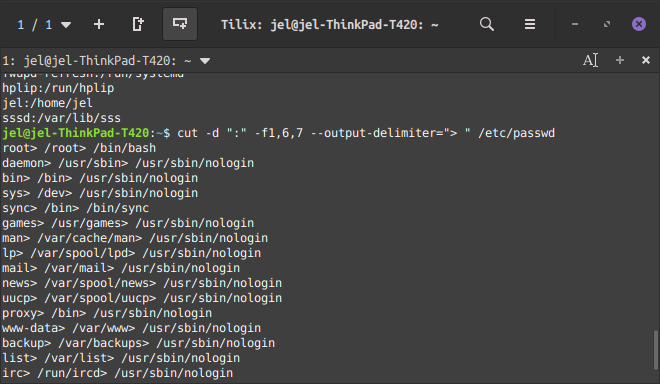 1 / 1
Tilix: jel@jel-ThinkPad-T420: ~
1: jel@jel-ThinkPad-T420: ~
fwupd-refresh:/run/systemd
hplip:/run/hplip
jel:/home/jel
sssd:/var/lib/sss
jel@jel-ThinkPad-T420:~$ cut -d ":" -f1,6,7 --output-delimiter="> " /etc/passwd
root> /root> /bin/bash
daemon> /usr/sbin> /usr/sbin/nologin
bin> /bin> /usr/sbin/nologin
sys> /dev> /usr/sbin/nologin
sync> /bin> /bin/sync
games> /usr/games> /usr/sbin/nologin
man> /var/cache/man> /usr/sbin/nologin
lp> /var/spool/lpd> /usr/sbin/nologin
mail> /var/mail> /usr/sbin/nologin
news> /var/spool/news> /usr/sbin/nologin
uucp> /var/spool/uucp> /usr/sbin/nologin
proxy> /bin> /usr/sbin/nologin
www-data> /var/www> /usr/sbin/nologin
backup> /var/backups> /usr/sbin/nologin
list> /var/list> /usr/sbin/nologin
irc> /run/ircd> /usr/sbin/nologin